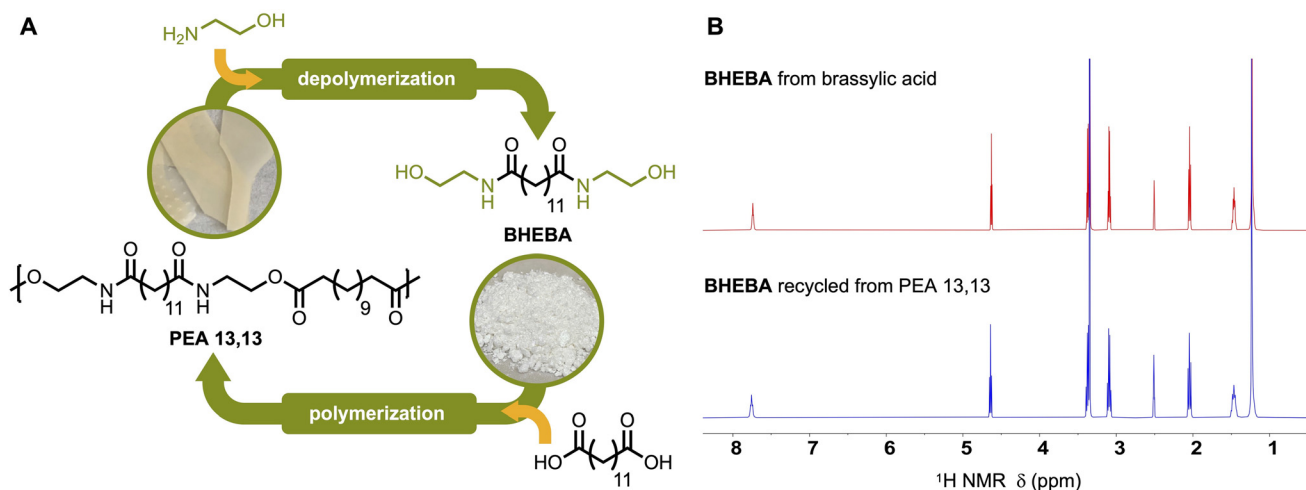 A
H₂N
OH
depolymerization
O
O
HO
N
H
11
N
H
OH
BHEBA
O
N
H
O
11
O
N
H
O
O
9
O
PEA 13,13
polymerization
O
O
HO
11
OH
B
BHEBA from brassylic acid
BHEBA recycled from PEA 13,13
8
7
6
5
4
3
2
1
¹H NMR δ (ppm)